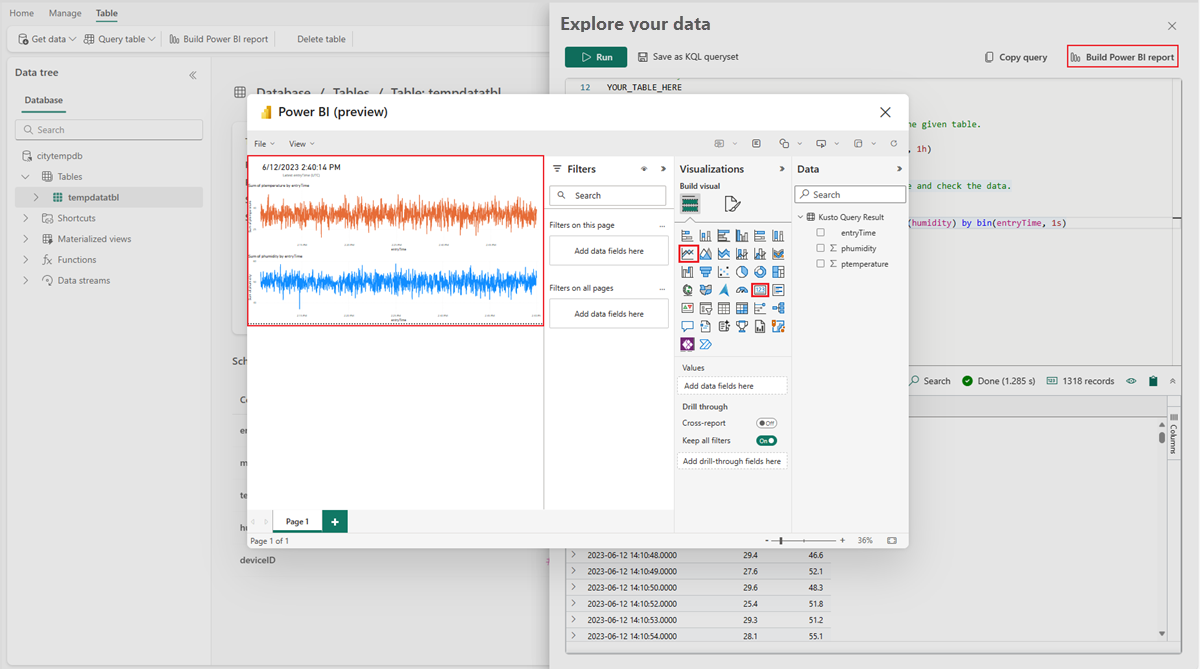 Home Manage Table
Get data Query table Build Power BI report Delete table
Data tree
Database
Search
citytempdb
Tables
tempdatatbl
Shortcuts
Materialized views
Functions
Data streams
Database / Tables / Table: tempdatatbl
deviceID
Explore your data
Run Save as KQL queryset Copy query Build Power BI report
12 YOUR_TABLE_HERE
he given table.
, 1h)
e and check the data.
(humidity) by bin(entryTime, 1s)
Search Done (1.285 s) 1318 records
Columns
2023-06-12 14:10:48.0000 29.4 46.6
2023-06-12 14:10:49.0000 27.6 52.1
2023-06-12 14:10:50.0000 29.6 48.3
2023-06-12 14:10:52.0000 25.4 51.8
2023-06-12 14:10:53.0000 29.3 51.2
2023-06-12 14:10:54.0000 28.1 55.1
Power BI (preview)
File View
6/12/2023 2:40:14 PM
Latest entryTime (UTC)
Sum of ptemperature by entryTime
entryTime
Sum of phumidity by entryTime
entryTime
Filters
Search
Filters on this page ...
Add data fields here
Filters on all pages ...
Add data fields here
Visualizations
Build visual
Values
Add data fields here
Drill through
Cross-report Off
Keep all filters On
Add drill-through fields here
Data
Search
Kusto Query Result
entryTime
phumidity
ptemperature
Page 1 +
Page 1 of 1
- + 36%